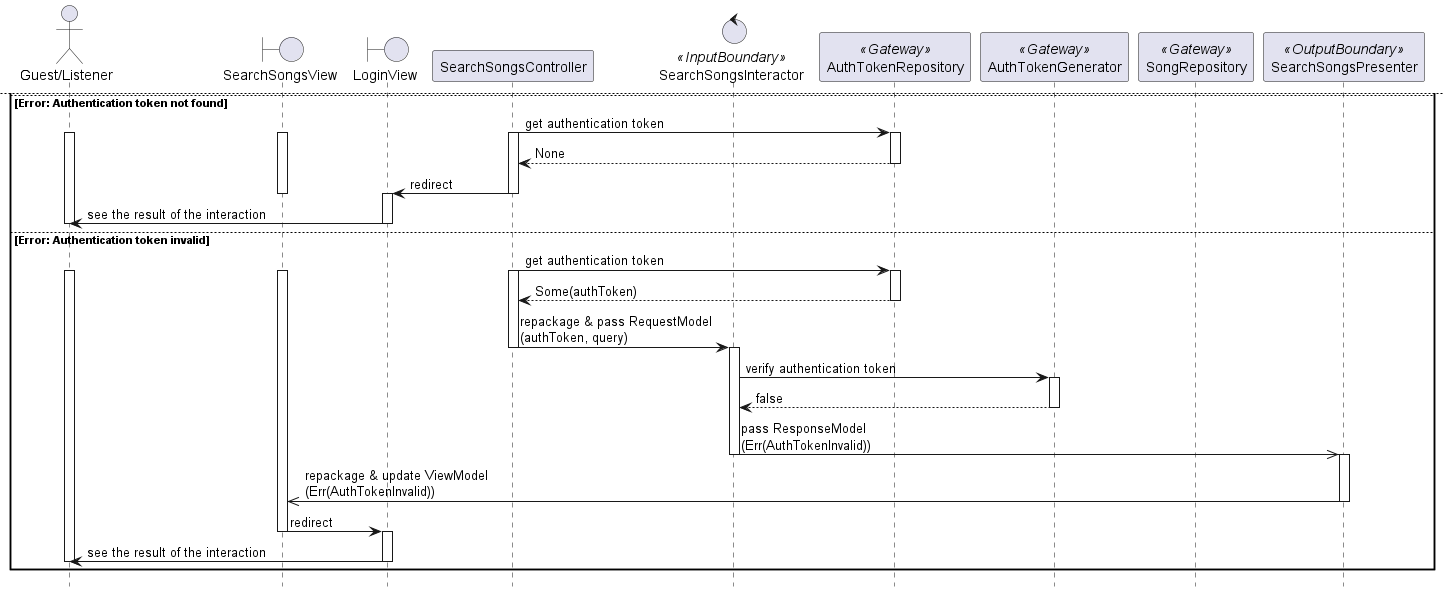 Guest/Listener
SearchSongsView
LoginView
SearchSongsController
«InputBoundary»
SearchSongsInteractor
«Gateway»
AuthTokenRepository
«Gateway»
AuthTokenGenerator
«Gateway»
SongRepository
«OutputBoundary»
SearchSongsPresenter
[Error: Authentication token not found]
get authentication token
None
redirect
see the result of the interaction
[Error: Authentication token invalid]
get authentication token
Some(authToken)
repackage & pass RequestModel
(authToken, query)
verify authentication token
false
pass ResponseModel
(Err(AuthTokenInvalid))
repackage & update ViewModel
(Err(AuthTokenInvalid))
redirect
see the result of the interaction